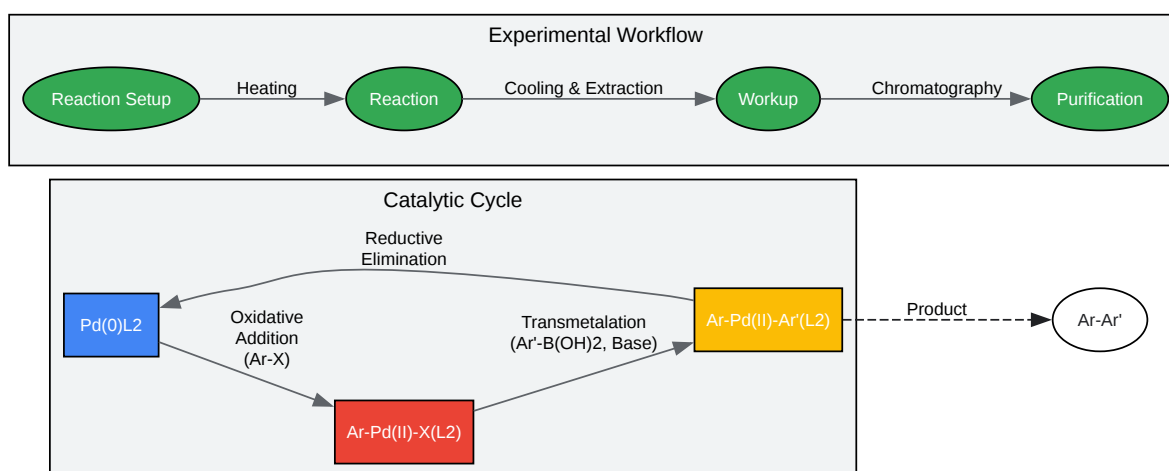 Experimental Workflow
Reaction Setup
Heating
Reaction
Cooling & Extraction
Workup
Chromatography
Purification
Catalytic Cycle
Reductive
Elimination
Pd(0)L2
Oxidative
Addition
(Ar-X)
Ar-Pd(II)-X(L2)
Transmetalation
(Ar'-B(OH)2, Base)
Ar-Pd(II)-Ar'(L2)
Product
Ar-Ar'